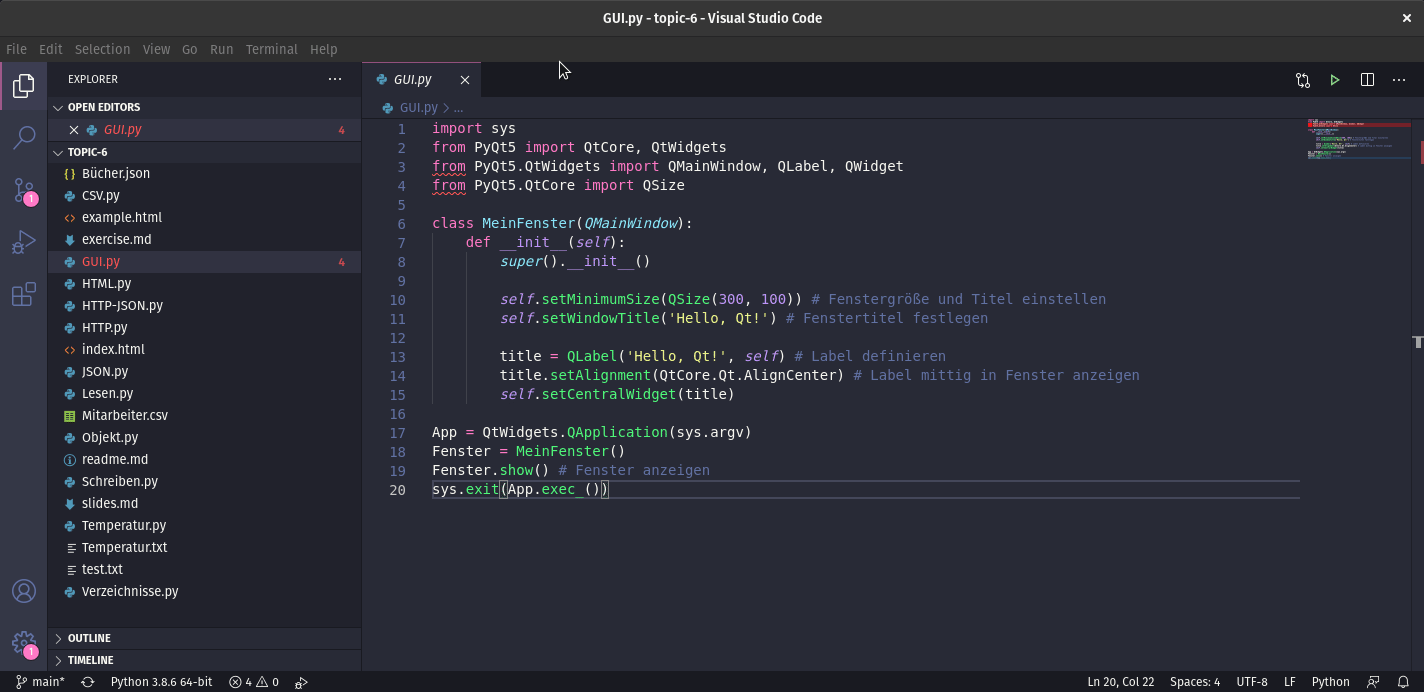 GUI.py - topic-6 - Visual Studio Code
File Edit Selection View Go Run Terminal Help
EXPLORER
OPEN EDITORS
GUI.py 4
TOPIC-6
Bücher.json
CSV.py
example.html
exercise.md
GUI.py 4
HTML.py
HTTP-JSON.py
HTTP.py
index.html
JSON.py
Lesen.py
Mitarbeiter.csv
Objekt.py
readme.md
Schreiben.py
slides.md
Temperatur.py
Temperatur.txt
test.txt
Verzeichnisse.py
OUTLINE
TIMELINE
1
1
GUI.py
GUI.py > ...
1 import sys
2 from PyQt5 import QtCore, QtWidgets
3 from PyQt5.QtWidgets import QMainWindow, QLabel, QWidget
4 from PyQt5.QtCore import QSize
5
6 class MeinFenster(QMainWindow):
7     def __init__(self):
8         super().__init__()
9
10         self.setMinimumSize(QSize(300, 100)) # Fenstergröße und Titel einstellen
11         self.setWindowTitle('Hello, Qt!') # Fenstertitel festlegen
12
13         title = QLabel('Hello, Qt!', self) # Label definieren
14         title.setAlignment(QtCore.Qt.AlignCenter) # Label mittig in Fenster anzeigen
15         self.setCentralWidget(title)
16
17 App = QtWidgets.QApplication(sys.argv)
18 Fenster = MeinFenster()
19 Fenster.show() # Fenster anzeigen
20 sys.exit(App.exec_())
main* Python 3.8.6 64-bit 4 0 Ln 20, Col 22 Spaces: 4 UTF-8 LF Python